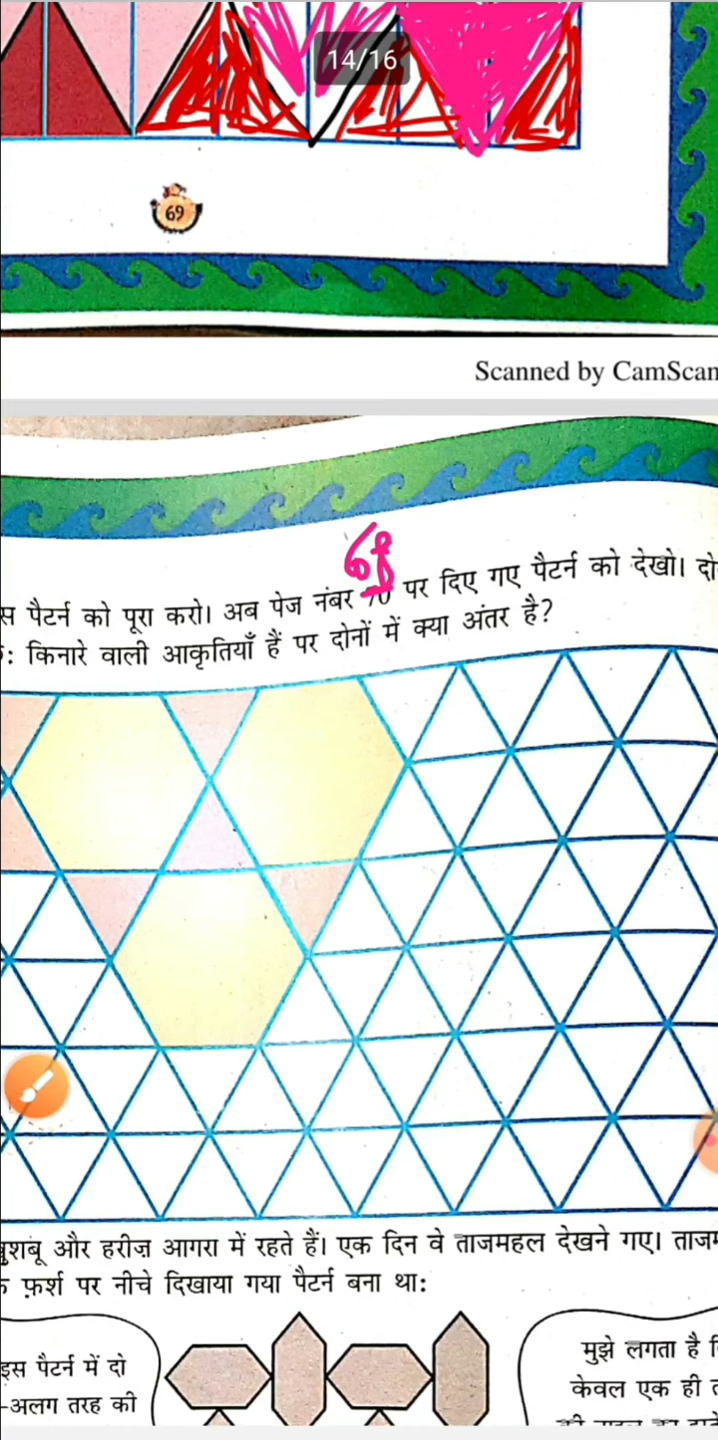 14/16
69
Scanned by CamScan
68
स पैटर्न को पूरा करो। अब पेज नंबर 70 पर दिए गए पैटर्न को देखो। दो
: किनारे वाली आकृतियाँ हैं पर दोनों में क्या अंतर है?
ुशबू और हरीज़ आगरा में रहते हैं। एक दिन वे ताजमहल देखने गए। ताजम
फ़र्श पर नीचे दिखाया गया पैटर्न बना था:
इस पैटर्न में दो
-अलग तरह की
मुझे लगता है
केवल एक ही